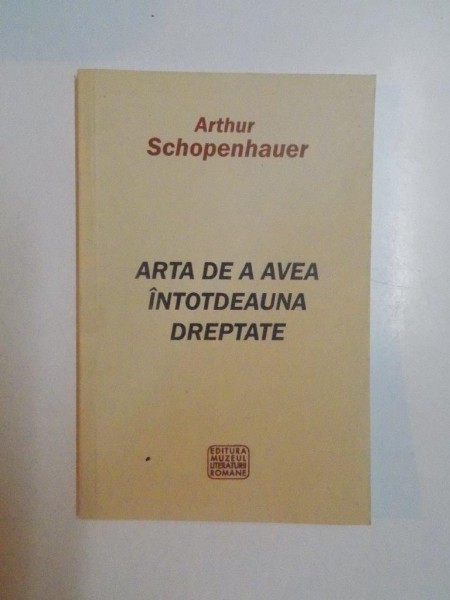 Arthur
Schopenhauer
ARTA DE A AVEA
ÎNTOTDEAUNA
DREPTATE
EDITURA
MUZEUL
LITERATURII
ROMÂNE